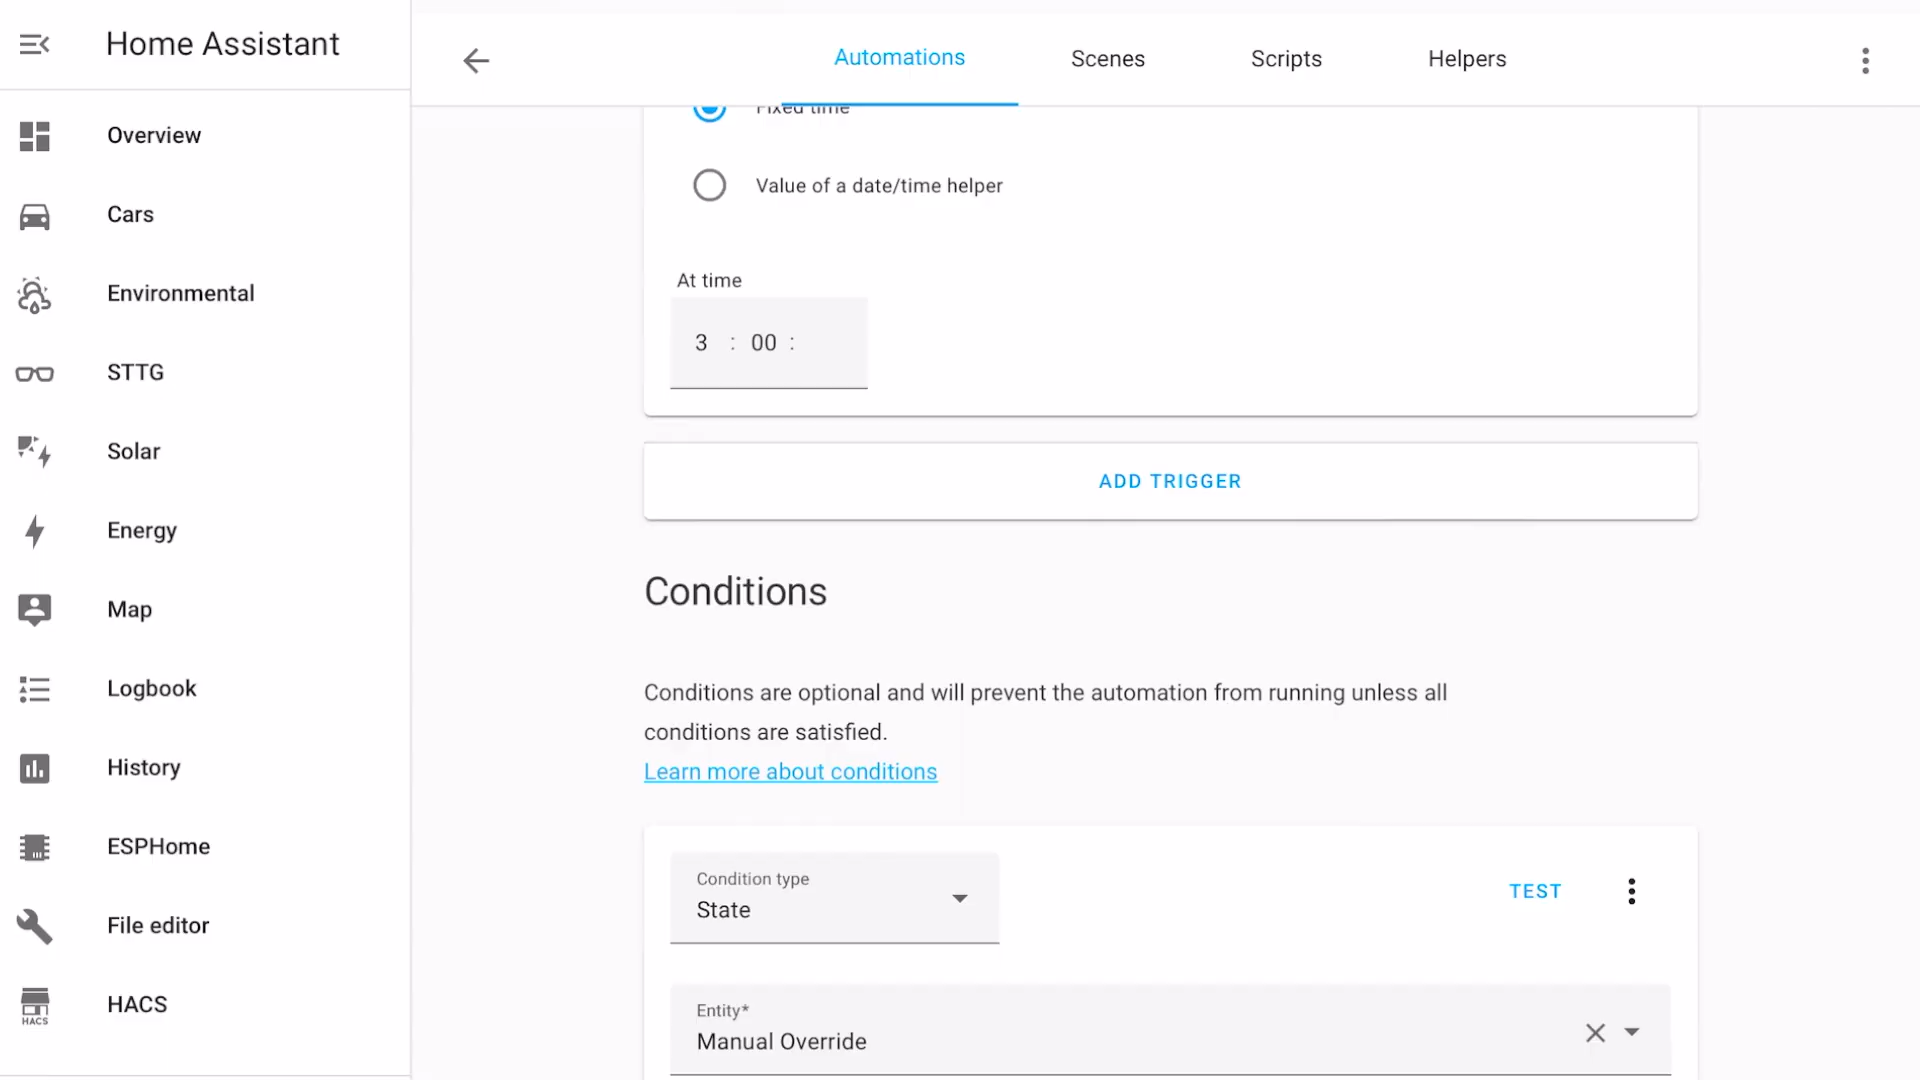 Home Assistant
Automations
Scenes
Scripts
Helpers
Overview
Cars
Environmental
STTG
Solar
Energy
Map
Logbook
History
ESPHome
File editor
HACS
HACS
Fixed time
Value of a date/time helper
At time
3 : 00 :
ADD TRIGGER
Conditions
Conditions are optional and will prevent the automation from running unless all
conditions are satisfied.
Learn more about conditions
Condition type
State
TEST
Entity*
Manual Override